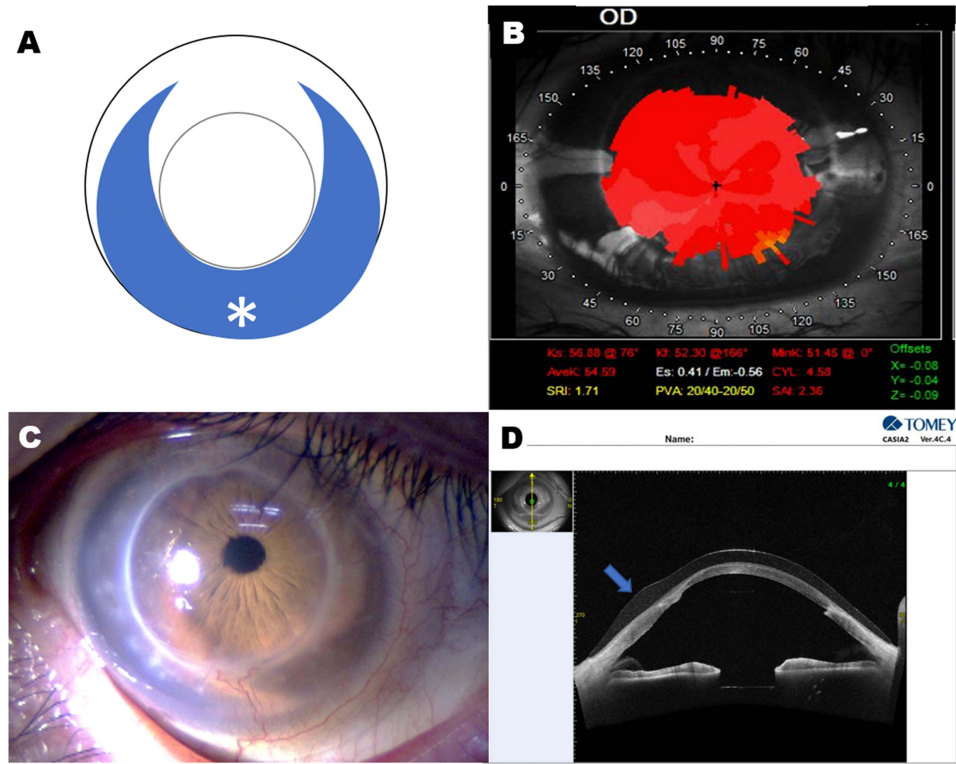 A
*
B
OD
90
105
75
120
60
135
45
150
30
165
15
0
0
15
165
30
150
45
135
60
120
75
90
105
Ks: 56.88 @ 76°
Kf: 52.30 @166°
MinK: 51.45 @ 0°
AveK: 54.59
Es: 0.41 / Em:-0.56
CYL: 4.58
SRI: 1.71
PVA: 20/40-20/50
SAI: 2.36
Offsets
X= -0.08
Y= -0.04
Z= -0.09
C
D
Name:
TOMEY
CASIA2 Ver.4C.4
4 / 4
180
T
0
N
270